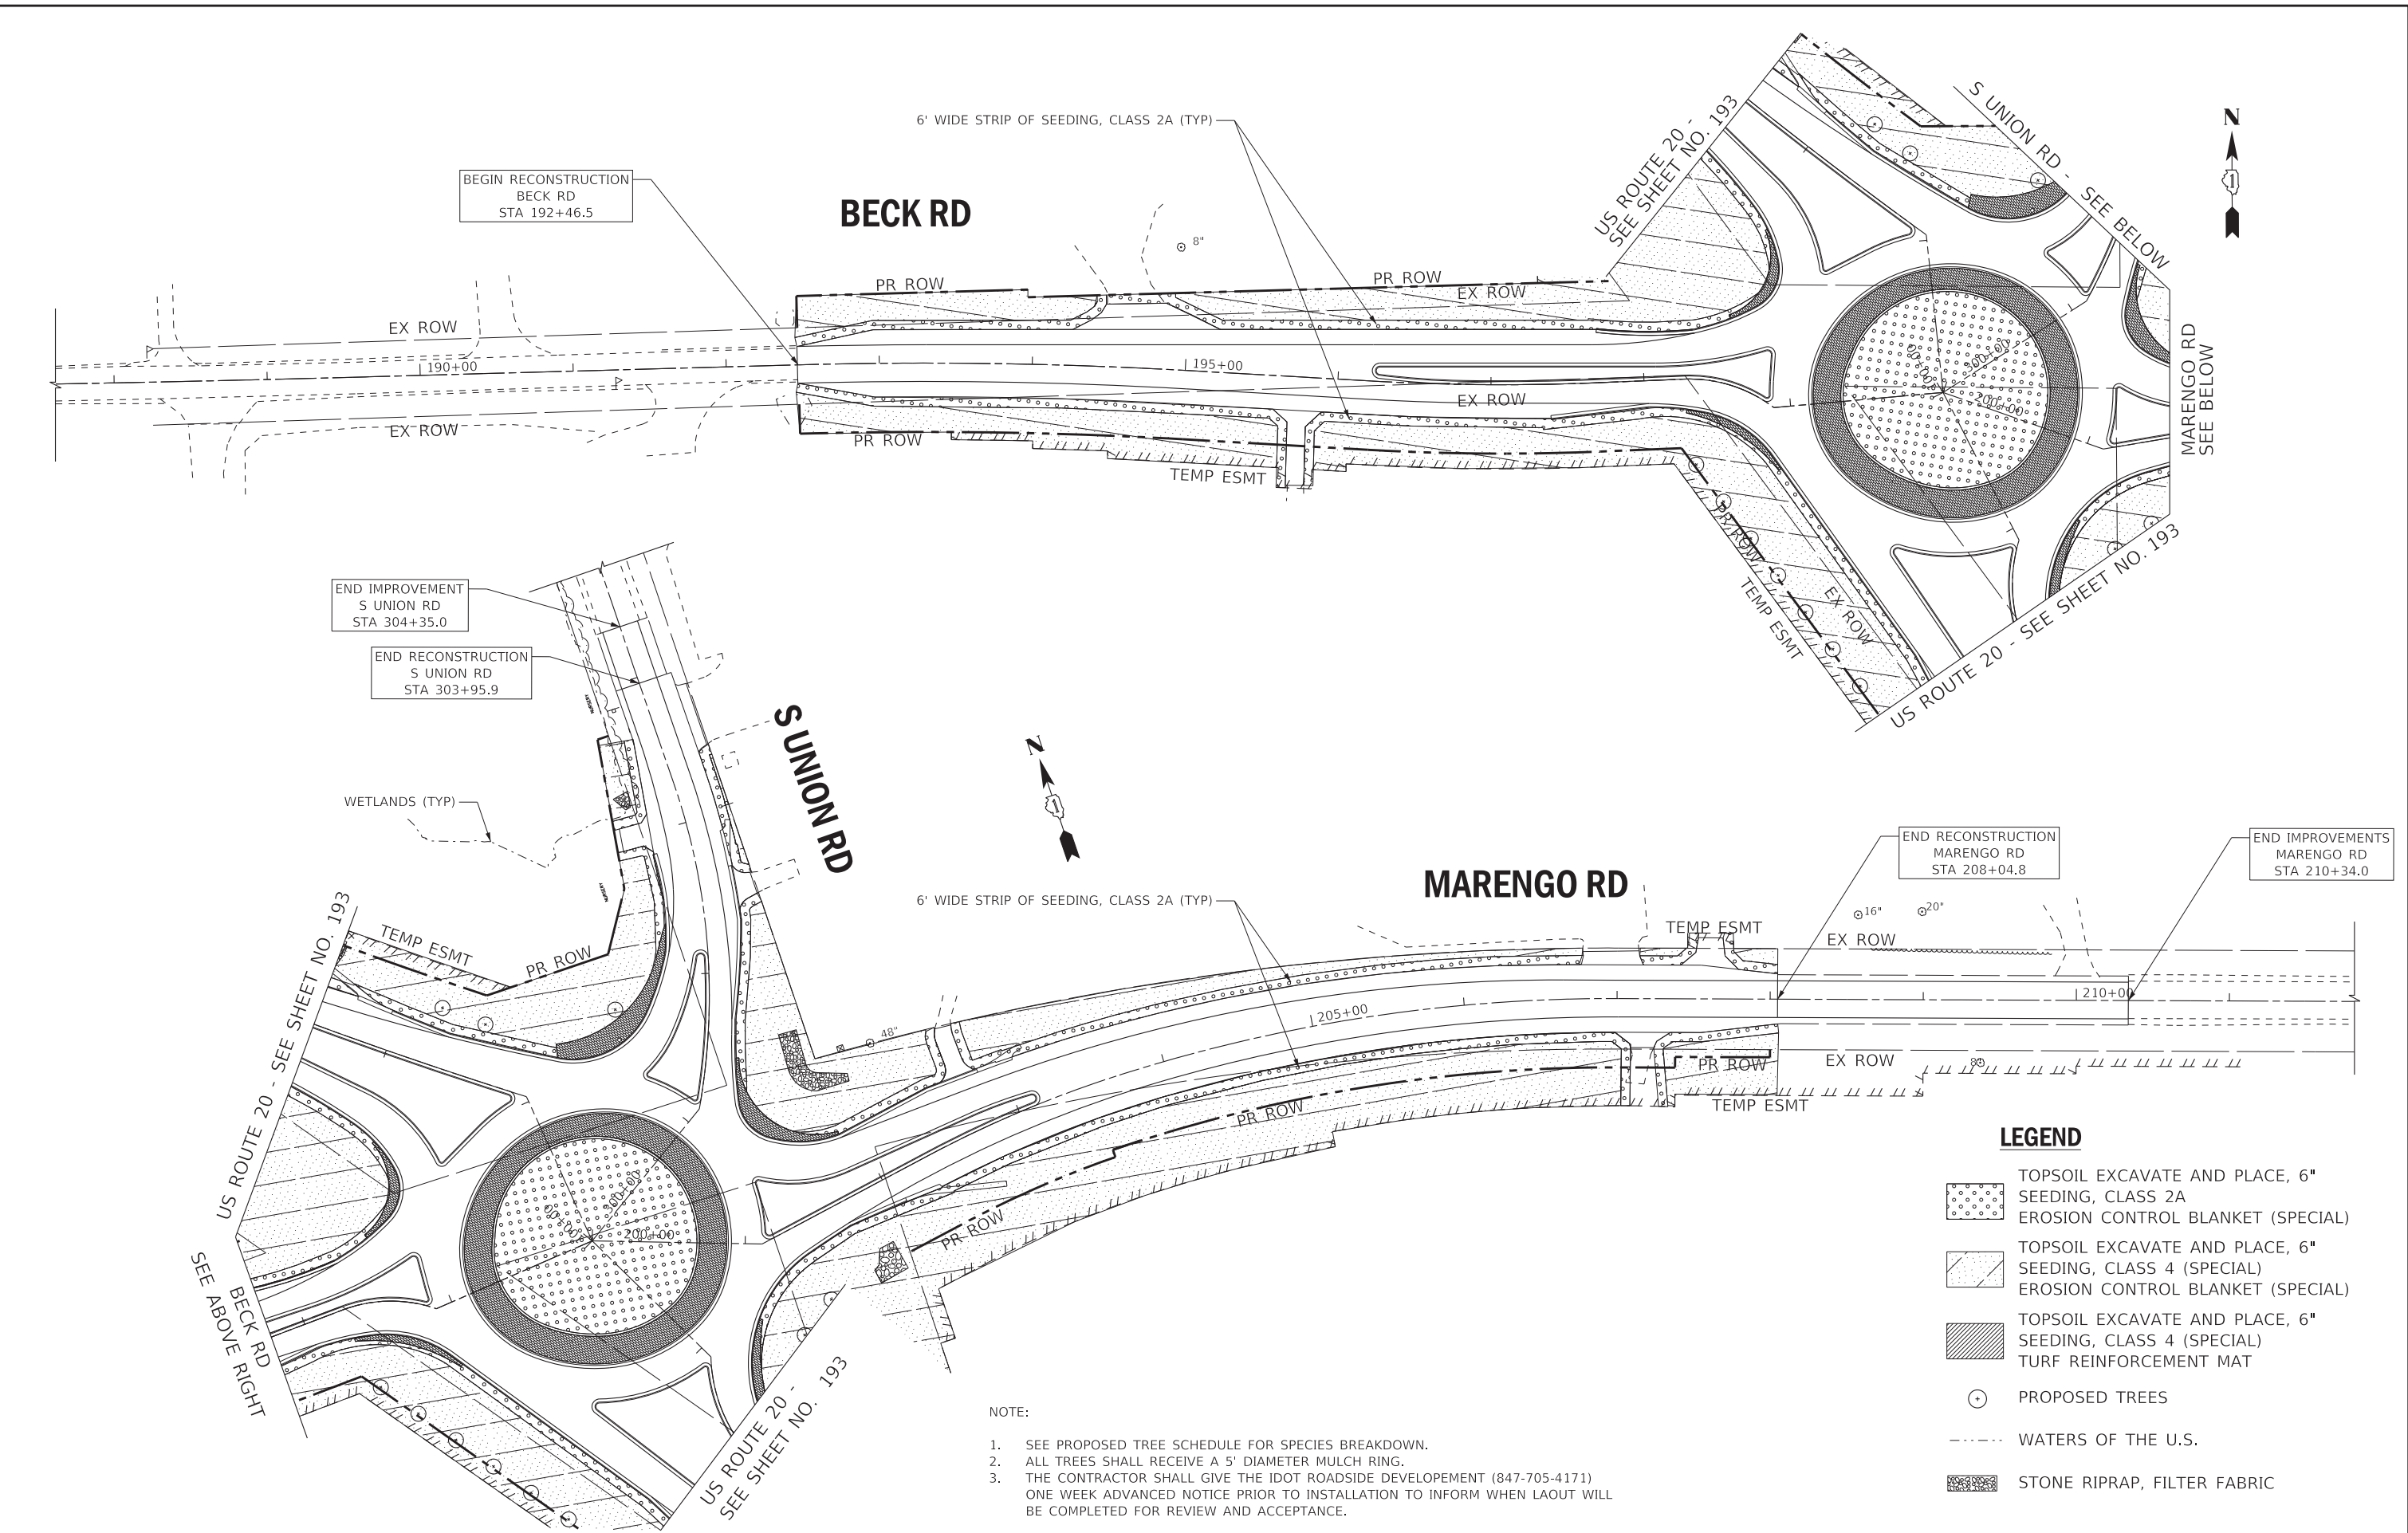 6' WIDE STRIP OF SEEDING, CLASS 2A (TYP)
BEGIN RECONSTRUCTION
BECK RD
STA 192+46.5
BECK RD
8"
US ROUTE 20 -
SEE SHEET NO. 193
S UNION RD - SEE BELOW
N
1
PR ROW
PR ROW
EX ROW
EX ROW
190+00
195+00
EX ROW
EX ROW
PR ROW
TEMP ESMT
300+00
200+00
MARENGO RD
SEE BELOW
PR ROW
TEMP ESMT
EX ROW
US ROUTE 20 - SEE SHEET NO. 193
END IMPROVEMENT
S UNION RD
STA 304+35.0
END RECONSTRUCTION
S UNION RD
STA 303+95.9
S UNION RD
N
1
WETLANDS (TYP)
6' WIDE STRIP OF SEEDING, CLASS 2A (TYP)
MARENGO RD
END RECONSTRUCTION
MARENGO RD
STA 208+04.8
END IMPROVEMENTS
MARENGO RD
STA 210+34.0
US ROUTE 20 - SEE SHEET NO. 193
TEMP ESMT
PR ROW
48"
205+00
TEMP ESMT
16"
20"
EX ROW
210+00
EX ROW
PR ROW
TEMP ESMT
PR ROW
PR ROW
300+00
200+00
BECK RD
SEE ABOVE RIGHT
US ROUTE 20 -
SEE SHEET NO. 193
NOTE:
1. SEE PROPOSED TREE SCHEDULE FOR SPECIES BREAKDOWN.
2. ALL TREES SHALL RECEIVE A 5' DIAMETER MULCH RING.
3. THE CONTRACTOR SHALL GIVE THE IDOT ROADSIDE DEVELOPEMENT (847-705-4171)
ONE WEEK ADVANCED NOTICE PRIOR TO INSTALLATION TO INFORM WHEN LAOUT WILL
BE COMPLETED FOR REVIEW AND ACCEPTANCE.
LEGEND
TOPSOIL EXCAVATE AND PLACE, 6"
SEEDING, CLASS 2A
EROSION CONTROL BLANKET (SPECIAL)
TOPSOIL EXCAVATE AND PLACE, 6"
SEEDING, CLASS 4 (SPECIAL)
EROSION CONTROL BLANKET (SPECIAL)
TOPSOIL EXCAVATE AND PLACE, 6"
SEEDING, CLASS 4 (SPECIAL)
TURF REINFORCEMENT MAT
PROPOSED TREES
WATERS OF THE U.S.
STONE RIPRAP, FILTER FABRIC